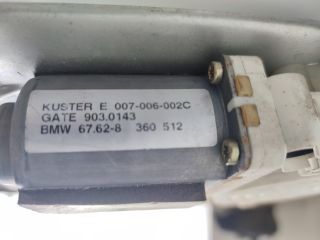 KUSTER E 007-006-002C
GATE 903.0143
BMW 67.62-8 360 512